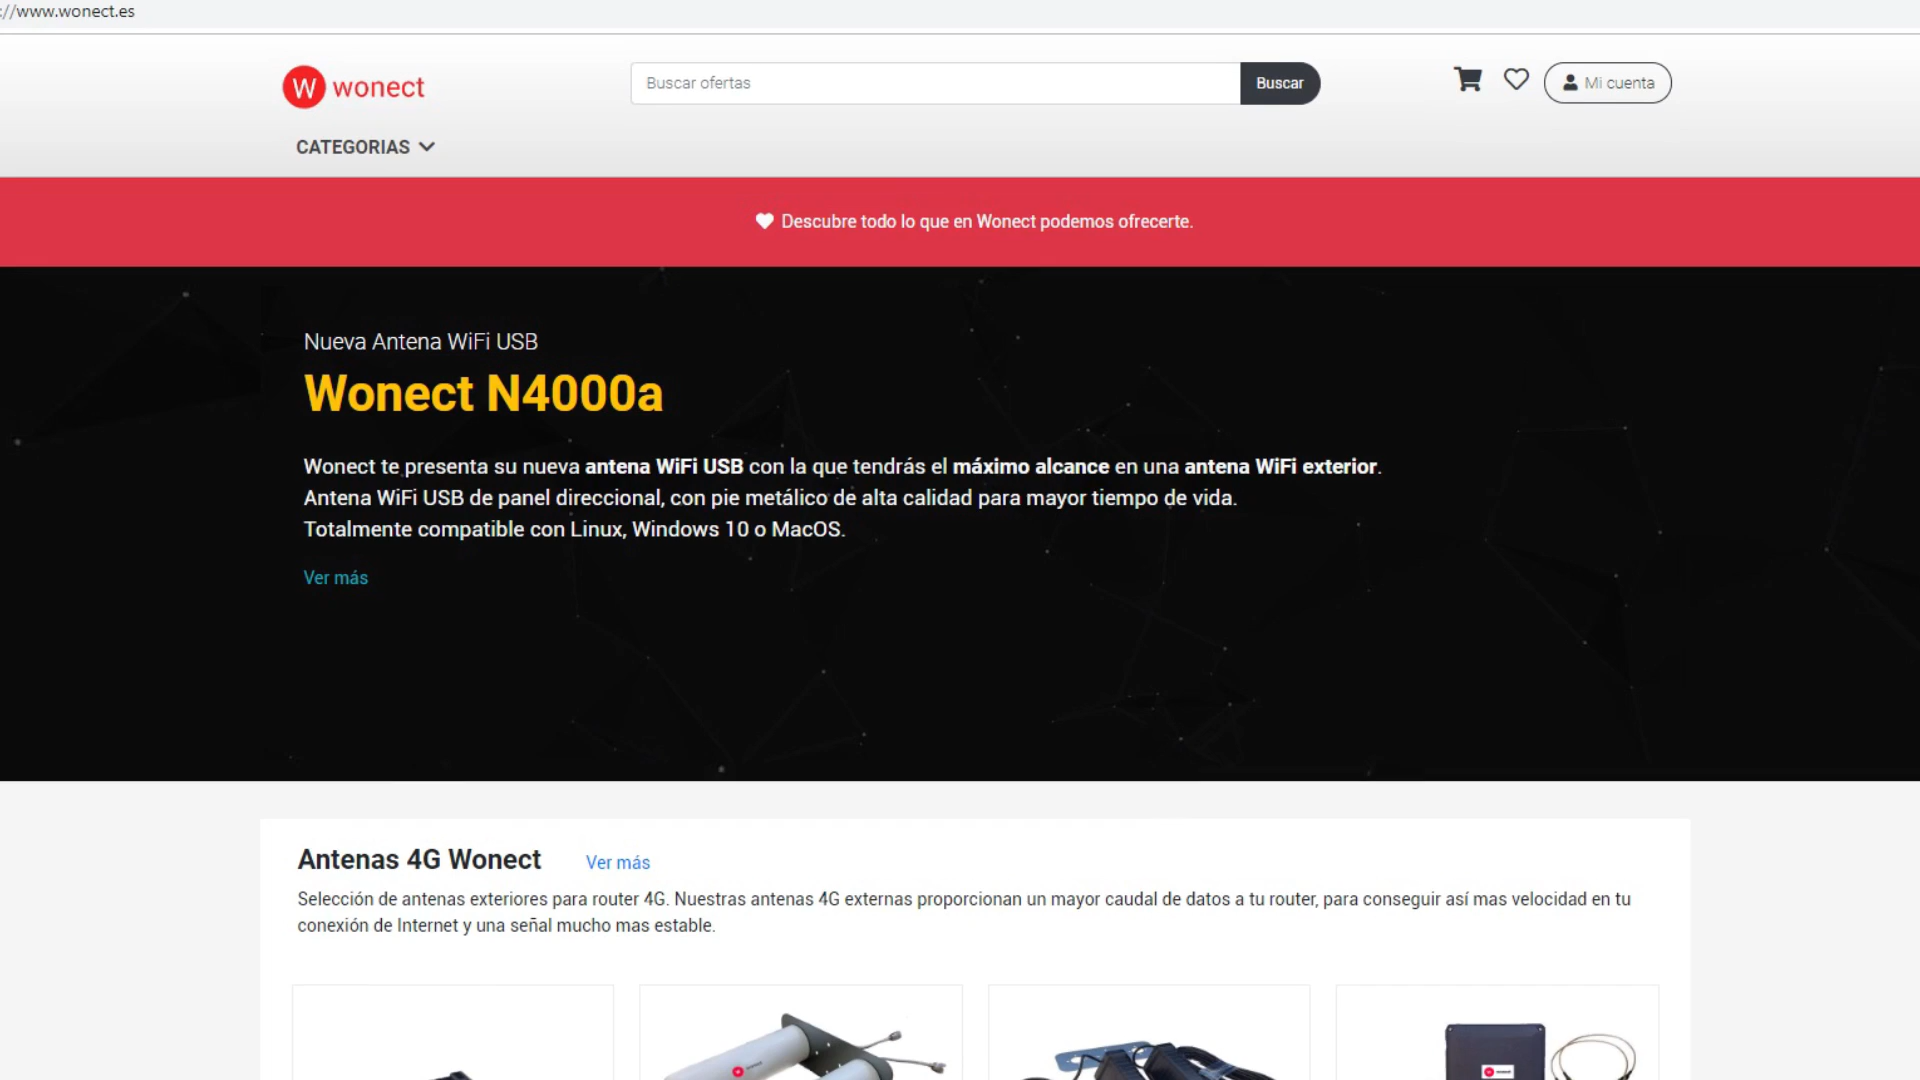 ://www.wonect.es
W wonect
Buscar ofertas
Buscar
Mi cuenta
CATEGORIAS
Descubre todo lo que en Wonect podemos ofrecerte.
Nueva Antena WiFi USB
Wonect N4000a
Wonect te presenta su nueva antena WiFi USB con la que tendrás el máximo alcance en una antena WiFi exterior.
Antena WiFi USB de panel direccional, con pie metálico de alta calidad para mayor tiempo de vida.
Totalmente compatible con Linux, Windows 10 o MacOS.
Ver más
Antenas 4G Wonect
Ver más
Selección de antenas exteriores para router 4G. Nuestras antenas 4G externas proporcionan un mayor caudal de datos a tu router, para conseguir así mas velocidad en tu
conexión de Internet y una señal mucho mas estable.